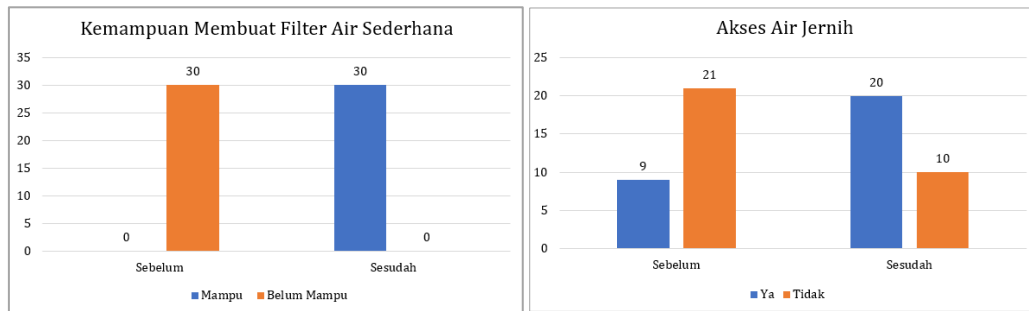 Kemampuan Membuat Filter Air Sederhana
35
30
25
20
15
10
5
0
0
30
30
0
Sebelum
Sesudah
Mampu
Belum Mampu
Akses Air Jernih
25
20
15
10
5
0
9
21
20
10
Sebelum
Sesudah
Ya
Tidak